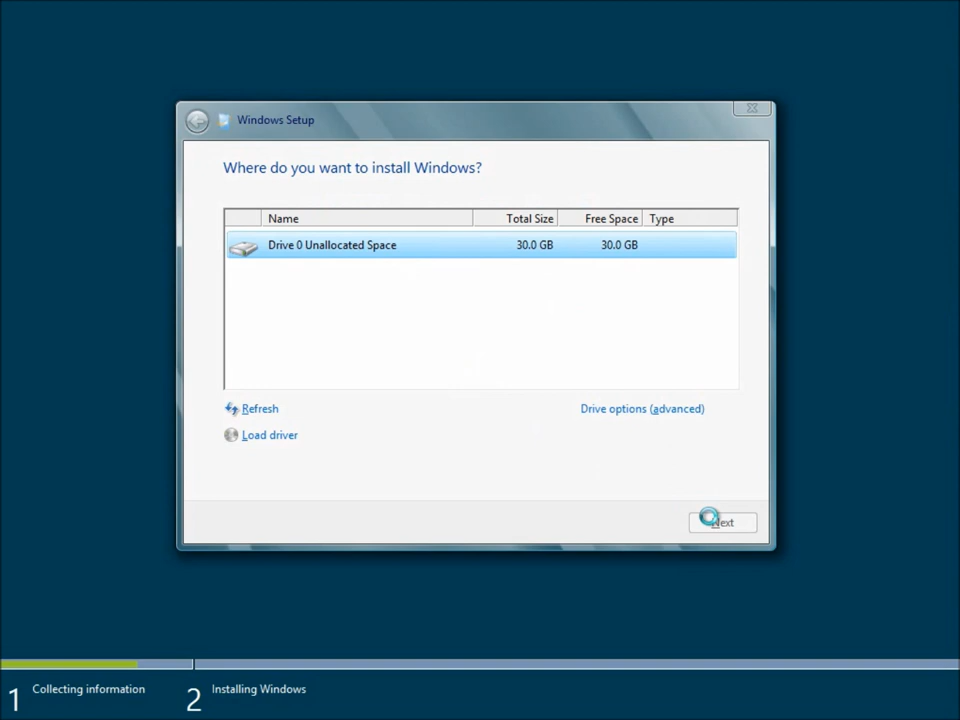 Windows Setup
Where do you want to install Windows?
Name Total Size Free Space Type
Drive 0 Unallocated Space 30.0 GB 30.0 GB
Refresh Drive options (advanced)
Load driver
Next
1 Collecting information 2 Installing Windows